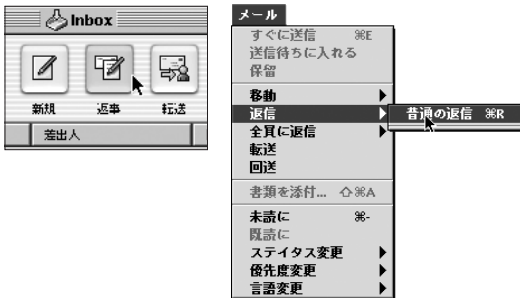 Inbox
新規 返事 転送
差出人
メール
すぐに送信 ⌘E
送信待ちに入れる
保留
移動
返信
普通の返信 ⌘R
全員に返信
転送
回送
書類を添付... ⇧⌘A
未読に ⌘-
既読に
ステイタス変更
優先度変更
言語変更